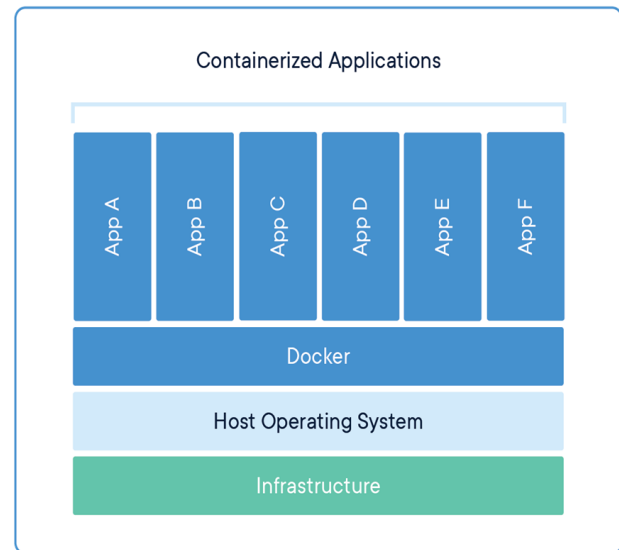 Containerized Applications
App A
App B
App C
App D
App E
App F
Docker
Host Operating System
Infrastructure